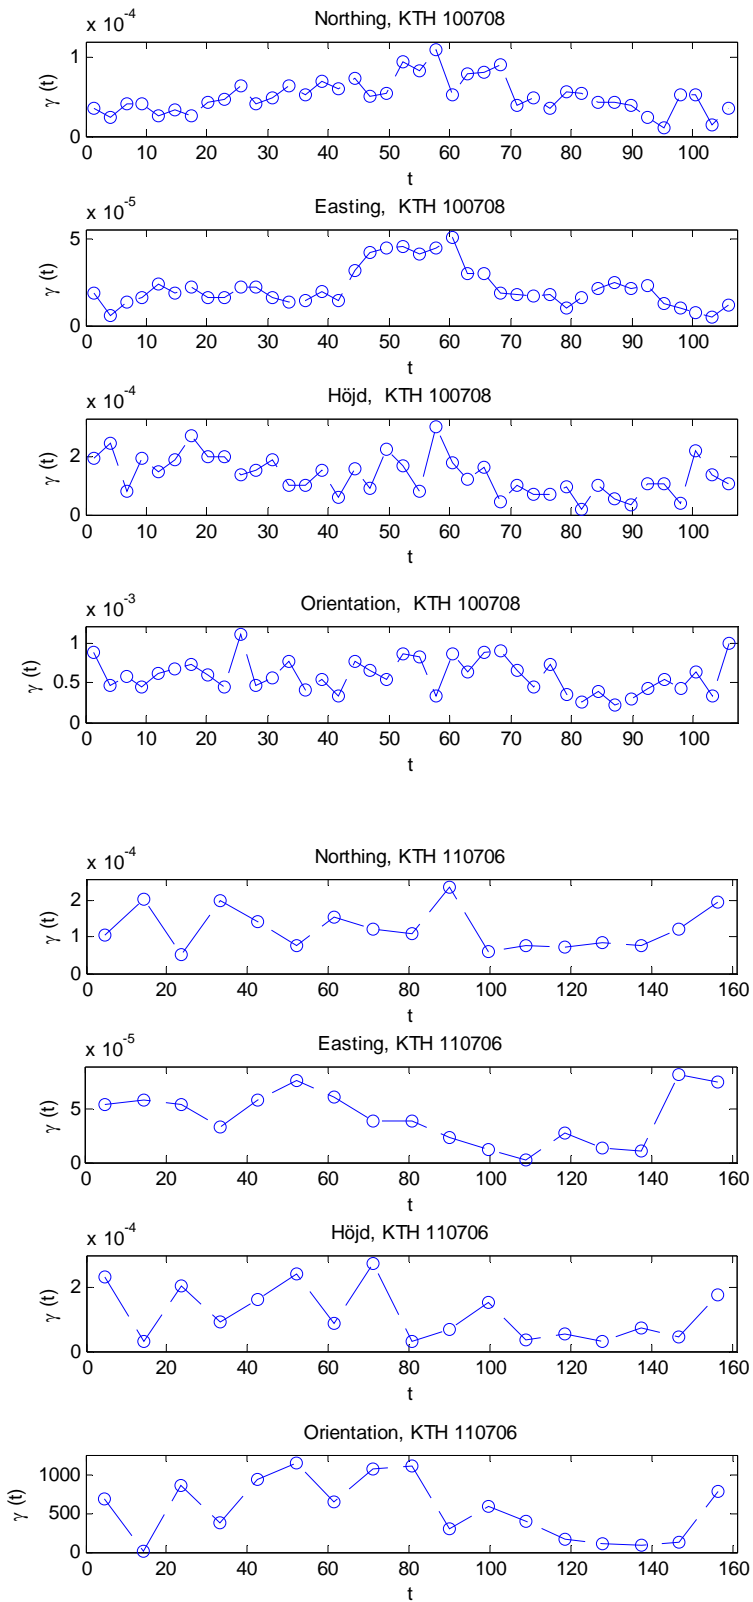 x 10-4
Northing, KTH 100708
1
0
γ (t)
0 10 20 30 40 50 60 70 80 90 100
t
x 10-5
Easting, KTH 100708
5
0
γ (t)
0 10 20 30 40 50 60 70 80 90 100
t
x 10-4
Höjd, KTH 100708
2
0
γ (t)
0 10 20 30 40 50 60 70 80 90 100
t
x 10-3
Orientation, KTH 100708
1
0.5
0
γ (t)
0 10 20 30 40 50 60 70 80 90 100
t
x 10-4
Northing, KTH 110706
2
1
0
γ (t)
0 20 40 60 80 100 120 140 160
t
x 10-5
Easting, KTH 110706
5
0
γ (t)
0 20 40 60 80 100 120 140 160
t
x 10-4
Höjd, KTH 110706
2
0
γ (t)
0 20 40 60 80 100 120 140 160
t
Orientation, KTH 110706
1000
500
0
γ (t)
0 20 40 60 80 100 120 140 160
t